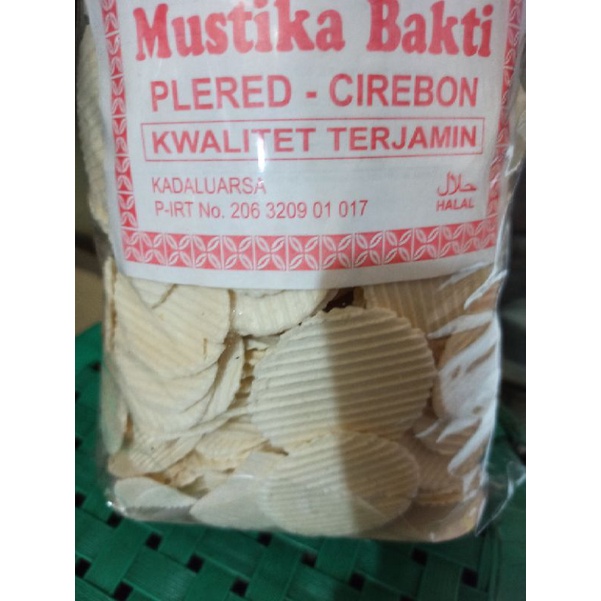 Mustika Bakti
PLERED - CIREBON
KWALITET TERJAMIN
KADALUARSA
P-IRT No. 206 3209 01 017
حلال
HALAL